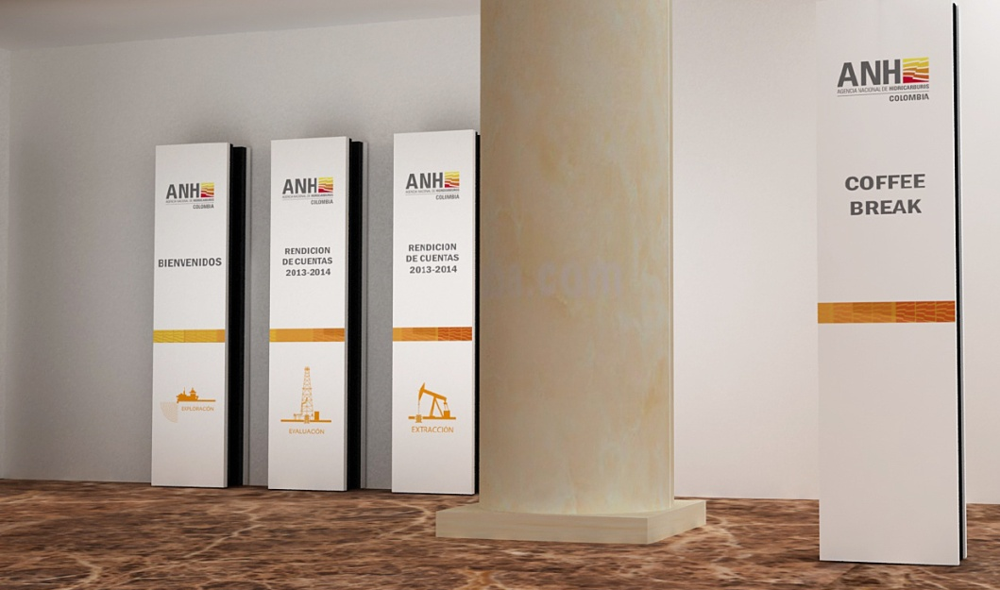 ANH
AGENCIA NACIONAL DE HIDROCARBUROS
COLOMBIA
BIENVENIDOS
EXPLORACIÓN
ANH
AGENCIA NACIONAL DE HIDROCARBUROS
COLOMBIA
RENDICION
DE CUENTAS
2013-2014
EVALUACIÓN
ANH
AGENCIA NACIONAL DE HIDROCARBUROS
COLOMBIA
RENDICION
DE CUENTAS
2013-2014
EXTRACCIÓN
.com
ANH
AGENCIA NACIONAL DE HIDROCARBUROS
COLOMBIA
COFFEE
BREAK